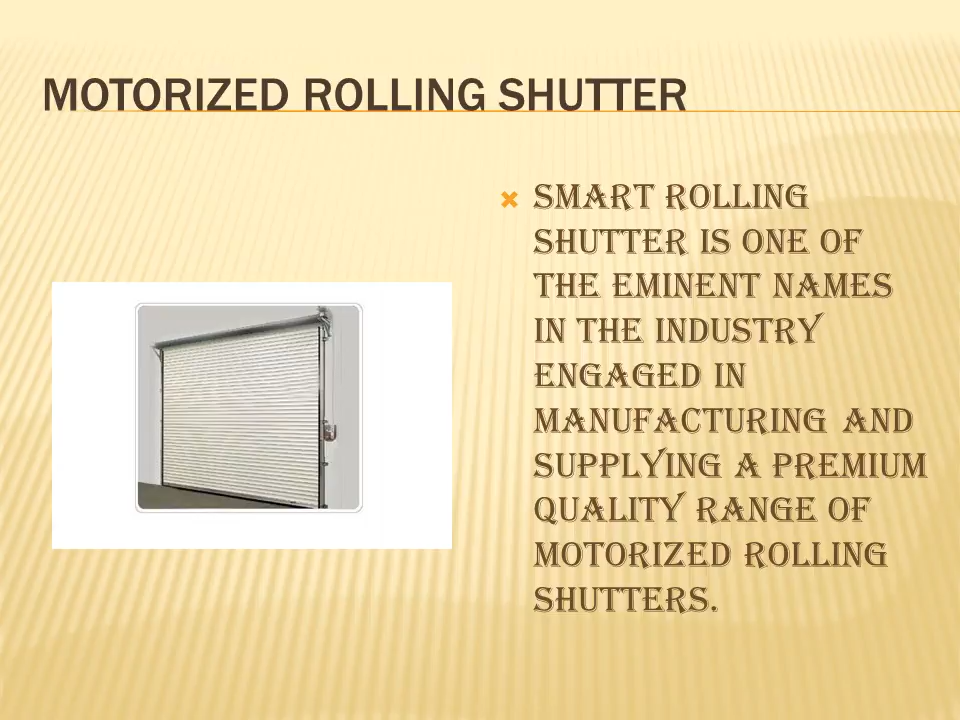 MOTORIZED ROLLING SHUTTER
SMART ROLLING
SHUTTER IS ONE OF
THE EMINENT NAMES
IN THE INDUSTRY
ENGAGED IN
MANUFACTURING AND
SUPPLYING A PREMIUM
QUALITY RANGE OF
MOTORIZED ROLLING
SHUTTERS.